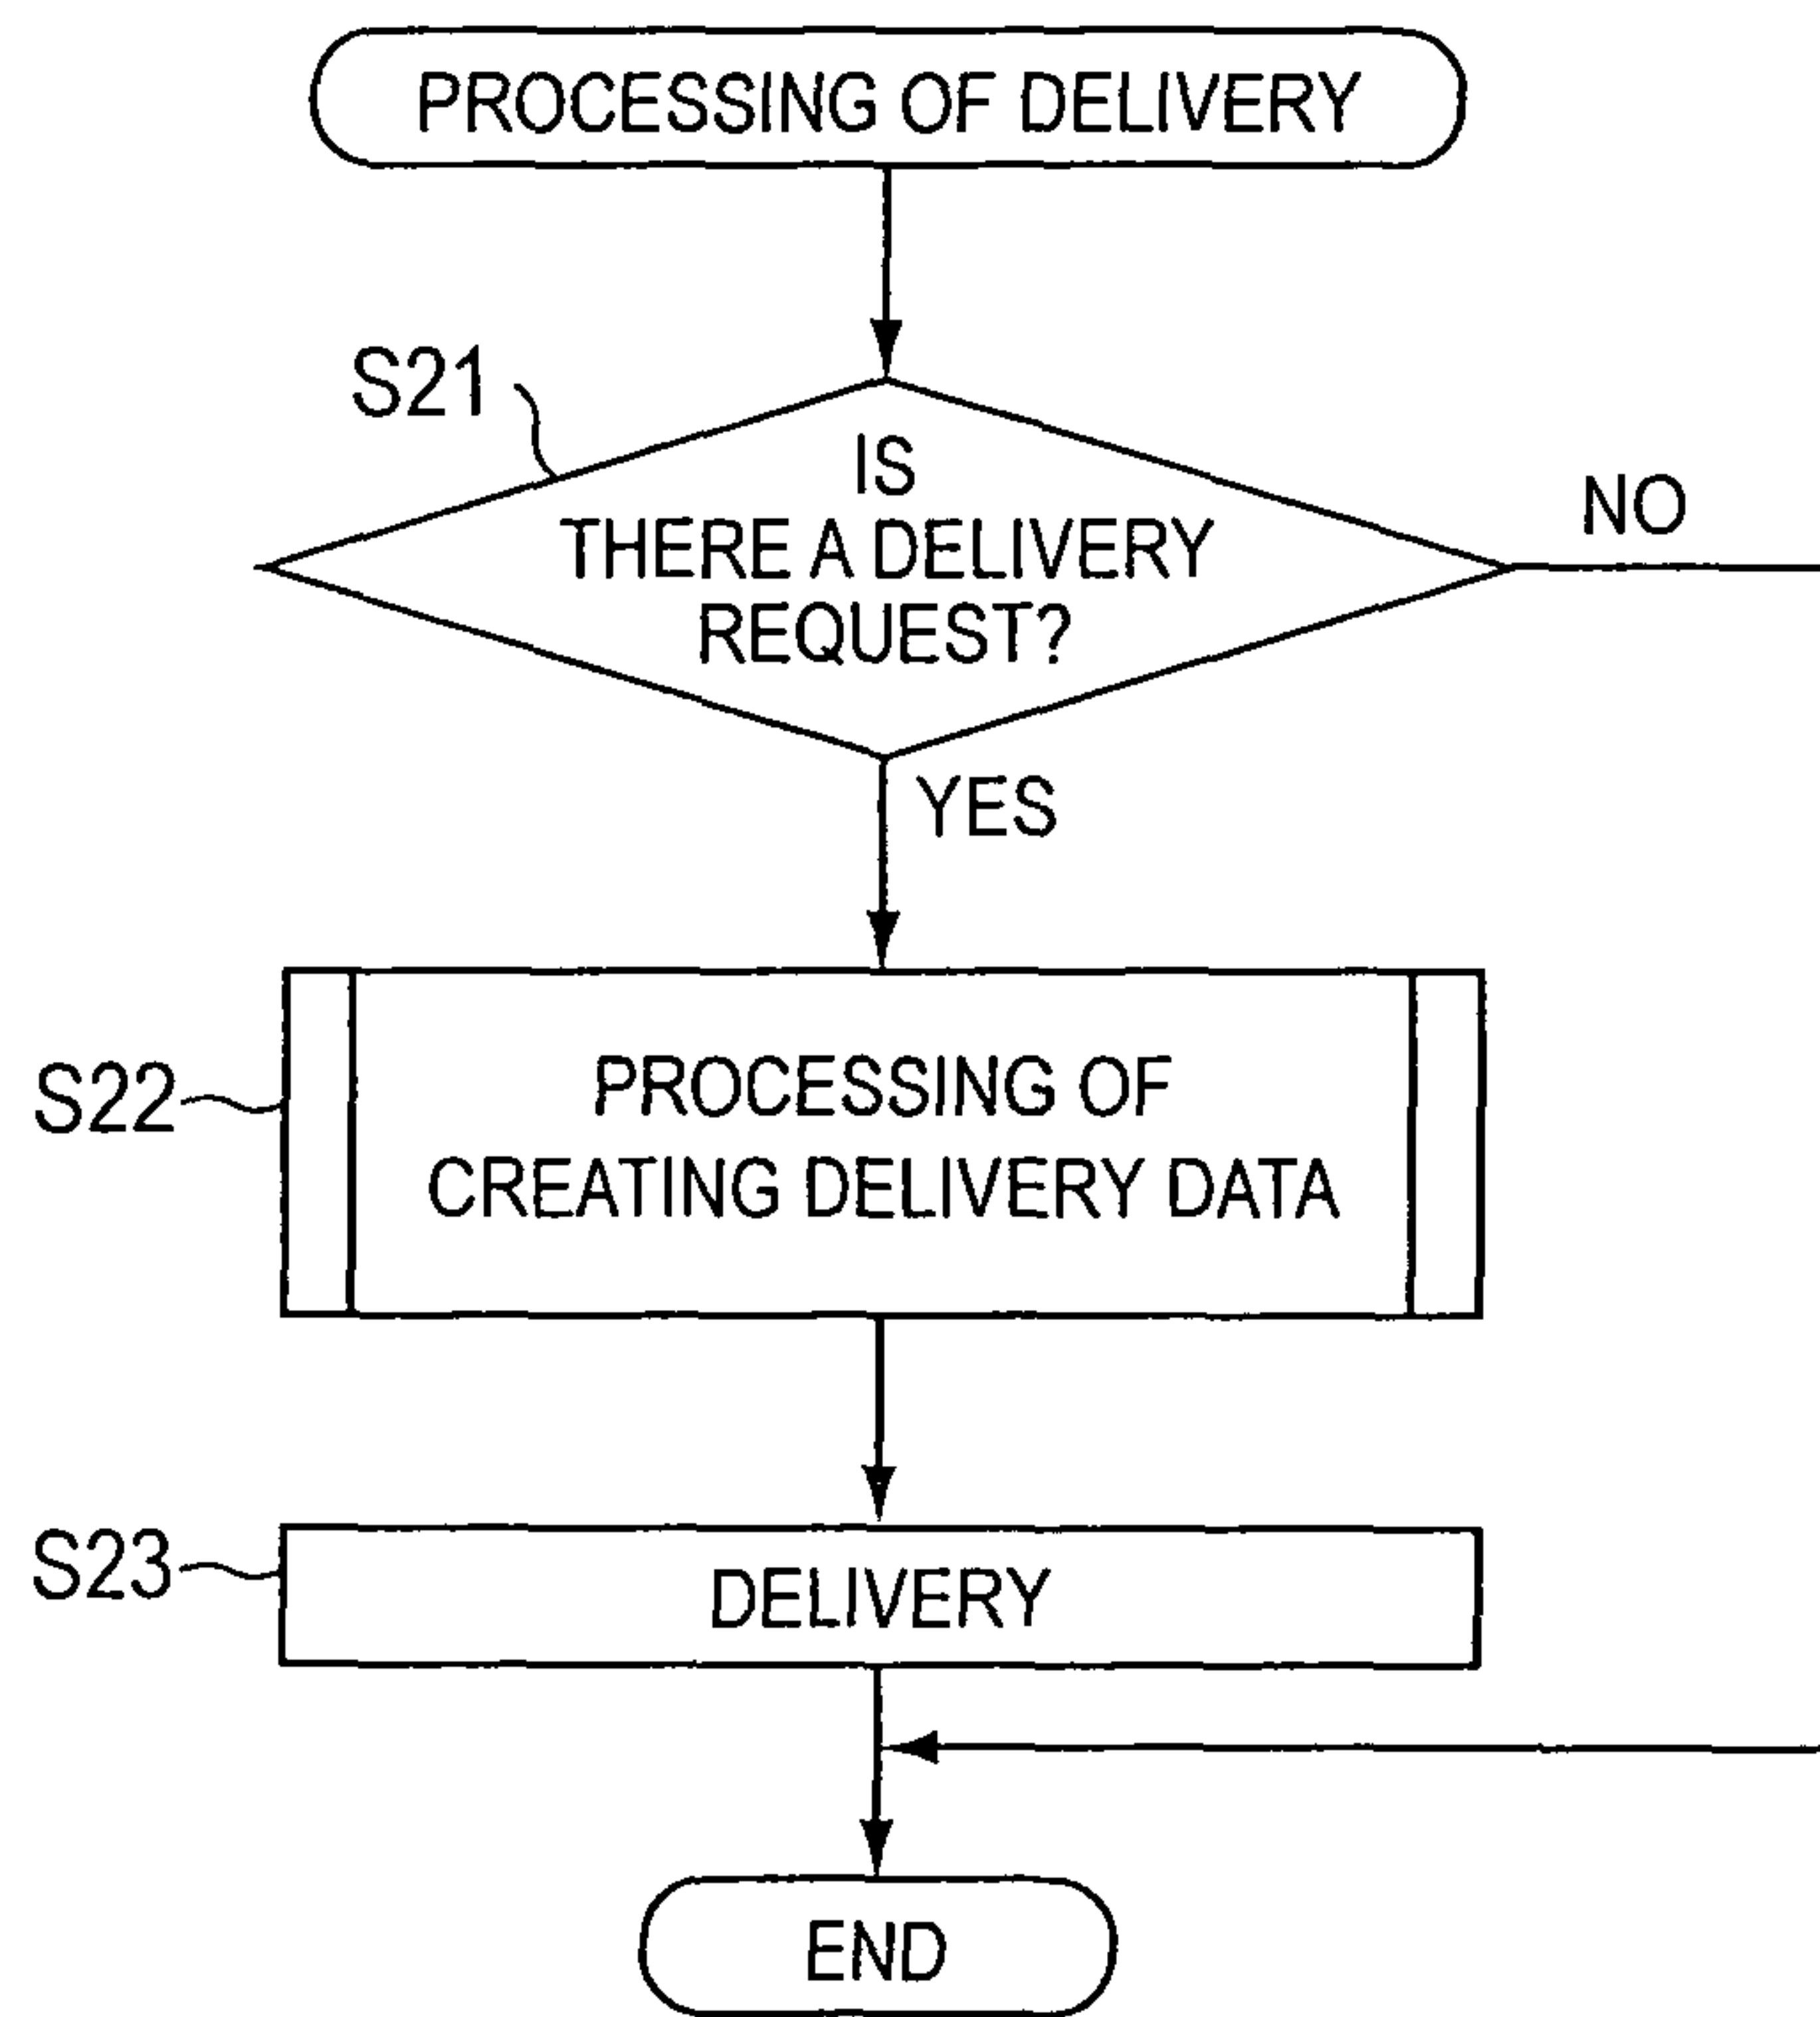 PROCESSING OF DELIVERY
S21
IS
THERE A DELIVERY
REQUEST?
NO
YES
S22
PROCESSING OF
CREATING DELIVERY DATA
S23
DELIVERY
END